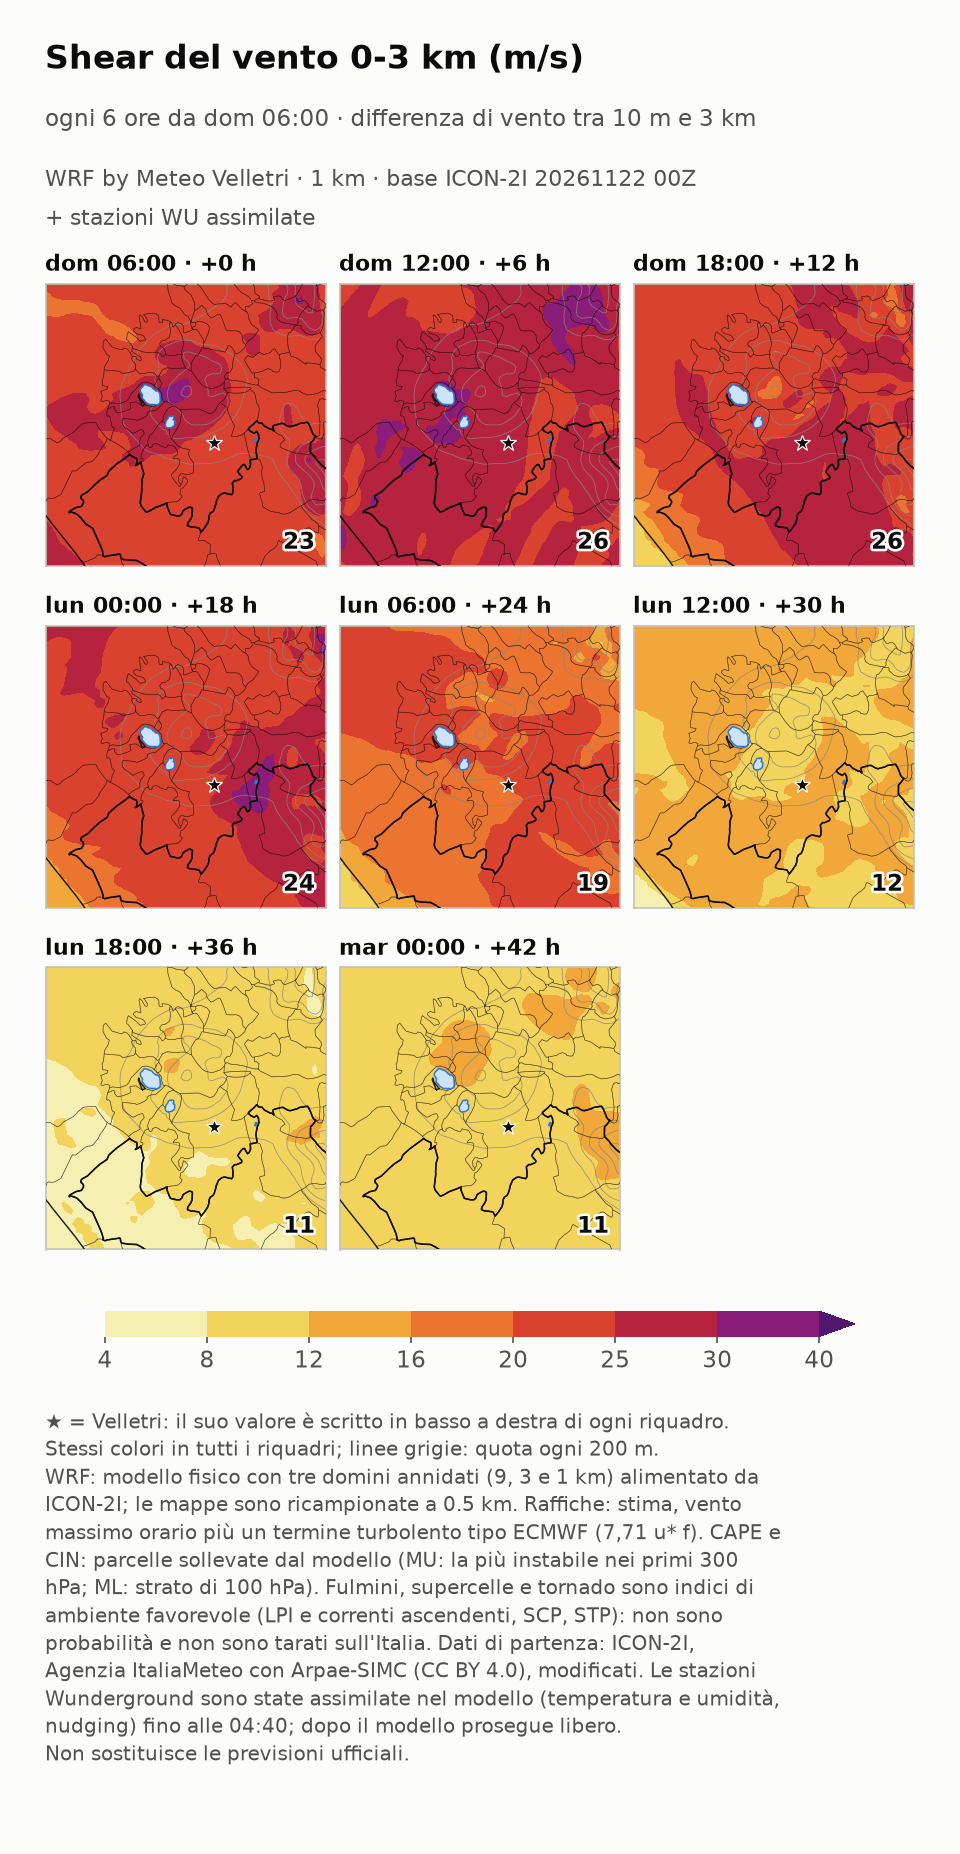 Shear del vento 0-3 km (m/s)
ogni 6 ore da dom 06:00 · differenza di vento tra 10 m e 3 km
WRF by Meteo Velletri · 1 km · base ICON-2I 20261122 00Z
+ stazioni WU assimilate
dom 06:00 · +0 h
dom 12:00 · +6 h
dom 18:00 · +12 h
23
26
26
lun 00:00 · +18 h
lun 06:00 · +24 h
lun 12:00 · +30 h
24
19
12
lun 18:00 · +36 h
mar 00:00 · +42 h
11
11
4 8 12 16 20 25 30 40
★ = Velletri: il suo valore è scritto in basso a destra di ogni riquadro.
Stessi colori in tutti i riquadri; linee grigie: quota ogni 200 m.
WRF: modello fisico con tre domini annidati (9, 3 e 1 km) alimentato da
ICON-2I; le mappe sono ricampionate a 0.5 km. Raffiche: stima, vento
massimo orario più un termine turbolento tipo ECMWF (7,71 u* f). CAPE e
CIN: parcelle sollevate dal modello (MU: la più instabile nei primi 300
hPa; ML: strato di 100 hPa). Fulmini, supercelle e tornado sono indici di
ambiente favorevole (LPI e correnti ascendenti, SCP, STP): non sono
probabilità e non sono tarati sull'Italia. Dati di partenza: ICON-2I,
Agenzia ItaliaMeteo con Arpae-SIMC (CC BY 4.0), modificati. Le stazioni
Wunderground sono state assimilate nel modello (temperatura e umidità,
nudging) fino alle 04:40; dopo il modello prosegue libero.
Non sostituisce le previsioni ufficiali.